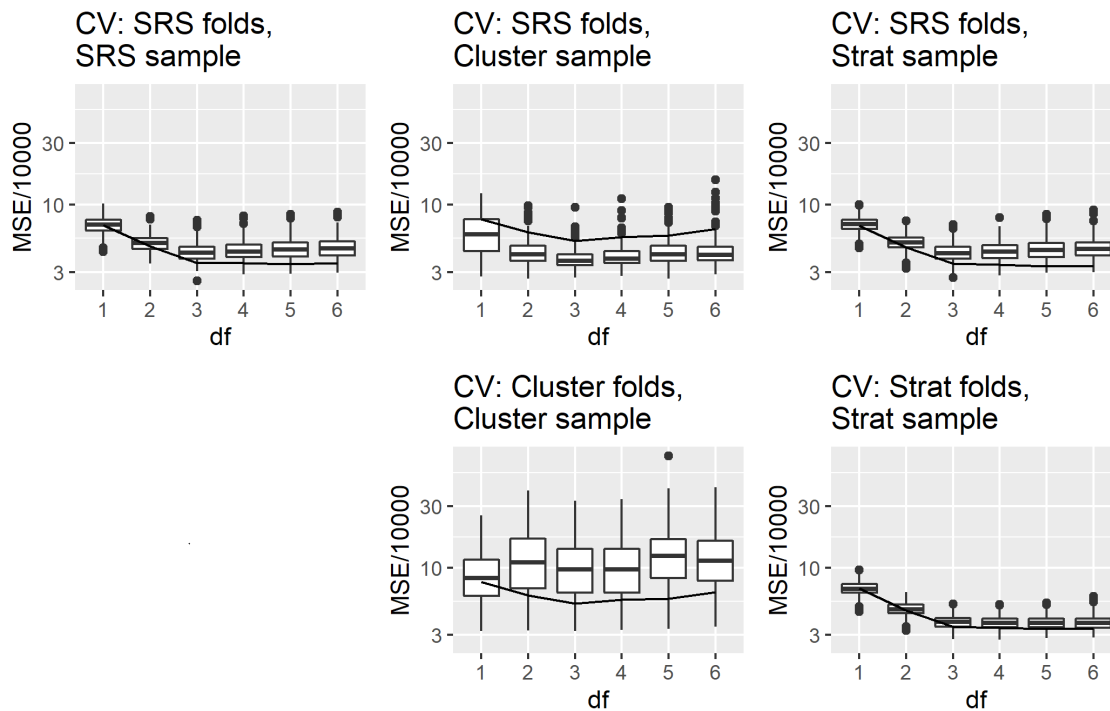 CV: SRS folds,
SRS sample
MSE/10000
30
10
3
1 2 3 4 5 6
df
CV: SRS folds,
Cluster sample
MSE/10000
30
10
3
1 2 3 4 5 6
df
CV: SRS folds,
Strat sample
MSE/10000
30
10
3
1 2 3 4 5 6
df
CV: Cluster folds,
Cluster sample
MSE/10000
30
10
3
1 2 3 4 5 6
df
CV: Strat folds,
Strat sample
MSE/10000
30
10
3
1 2 3 4 5 6
df